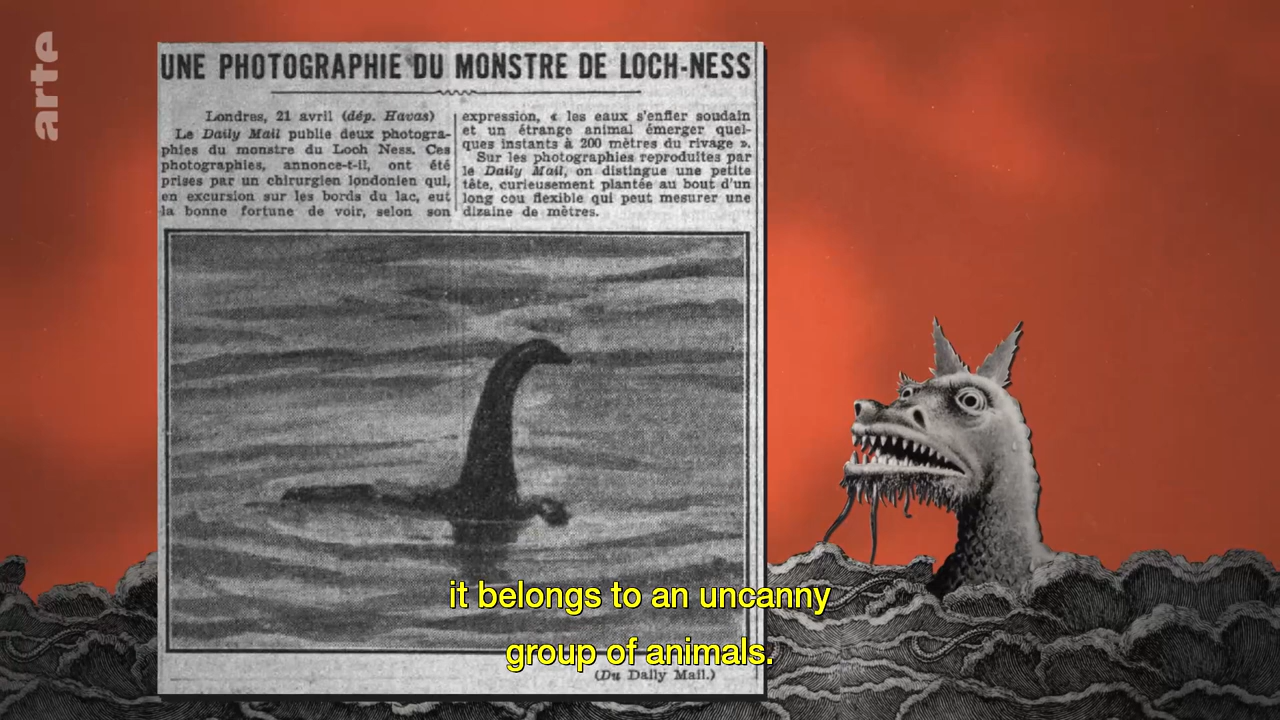 arte
UNE PHOTOGRAPHIE DU MONSTRE DE LOCH-NESS
Londres, 21 avril (dép. Havas)
Le Daily Mail publie deux photogra-
phies du monstre du Loch Ness. Ces
photographies, annonce-t-il, ont été
prises par un chirurgien londonien qui,
en excursion sur les bords du lac, eut
la bonne fortune de voir, selon son
expression, « les eaux s'enfler soudain
et un étrange animal émerger quel-
ques instants à 200 mètres du rivage ».
Sur les photographies reproduites par
le Daily Mail, on distingue une petite
tête, curieusement plantée au bout d'un
long cou flexible qui peut mesurer une
dizaine de mètres.
it belongs to an uncanny
group of animals.
(Du Daily Mail.)